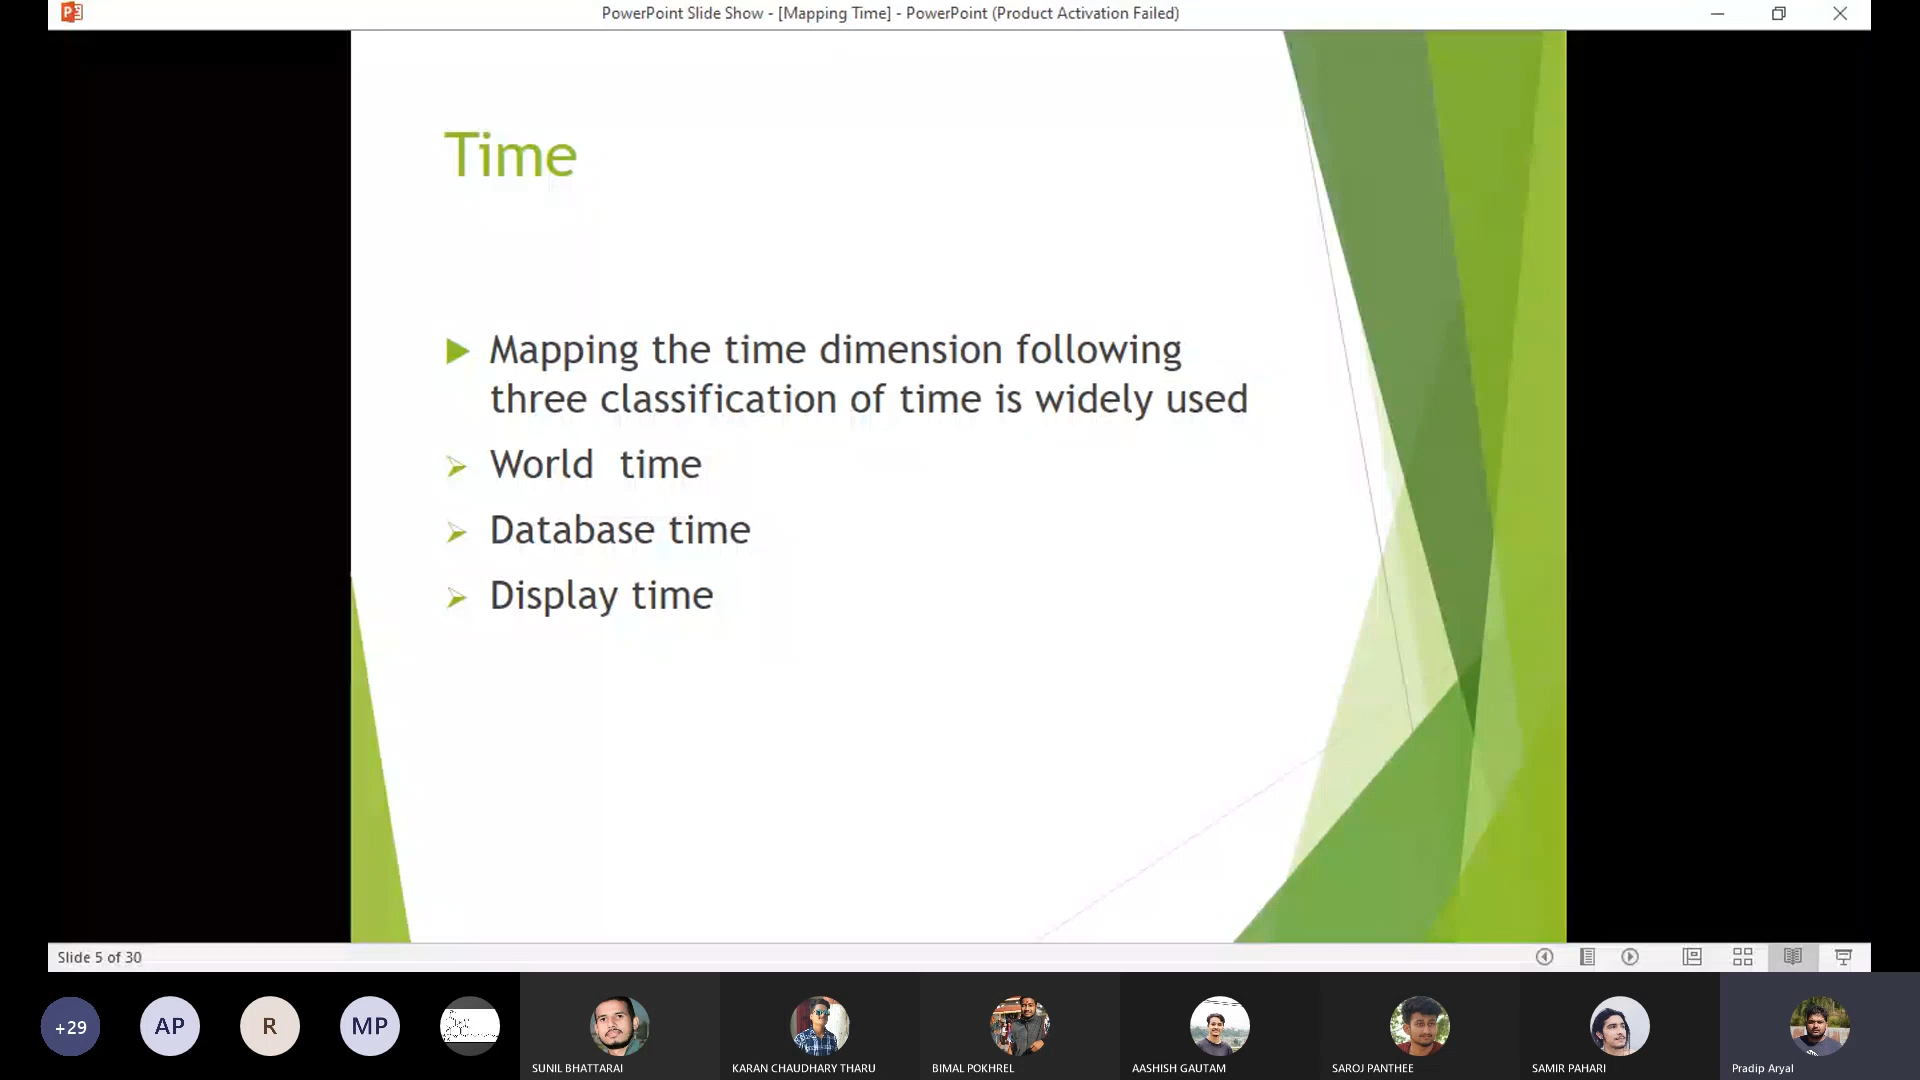 PowerPoint Slide Show - [Mapping Time] - PowerPoint (Product Activation Failed)
Time
Mapping the time dimension following
three classification of time is widely used
World time
Database time
Display time
Slide 5 of 30
+29
AP
R
MP
SUNIL BHATTARAI
KARAN CHAUDHARY THARU
BIMAL POKHREL
AASHISH GAUTAM
SAROJ PANTHEE
SAMIR PAHARI
Pradip Aryal